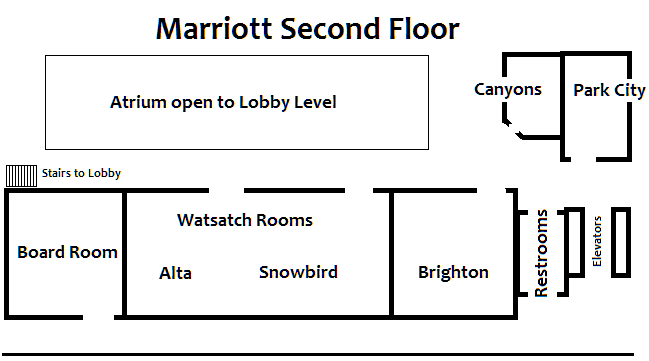 Marriott Second Floor
Atrium open to Lobby Level
Canyons
Park City
Stairs to Lobby
Watsatch Rooms
Board Room
Alta
Snowbird
Brighton
Restrooms
Elevators